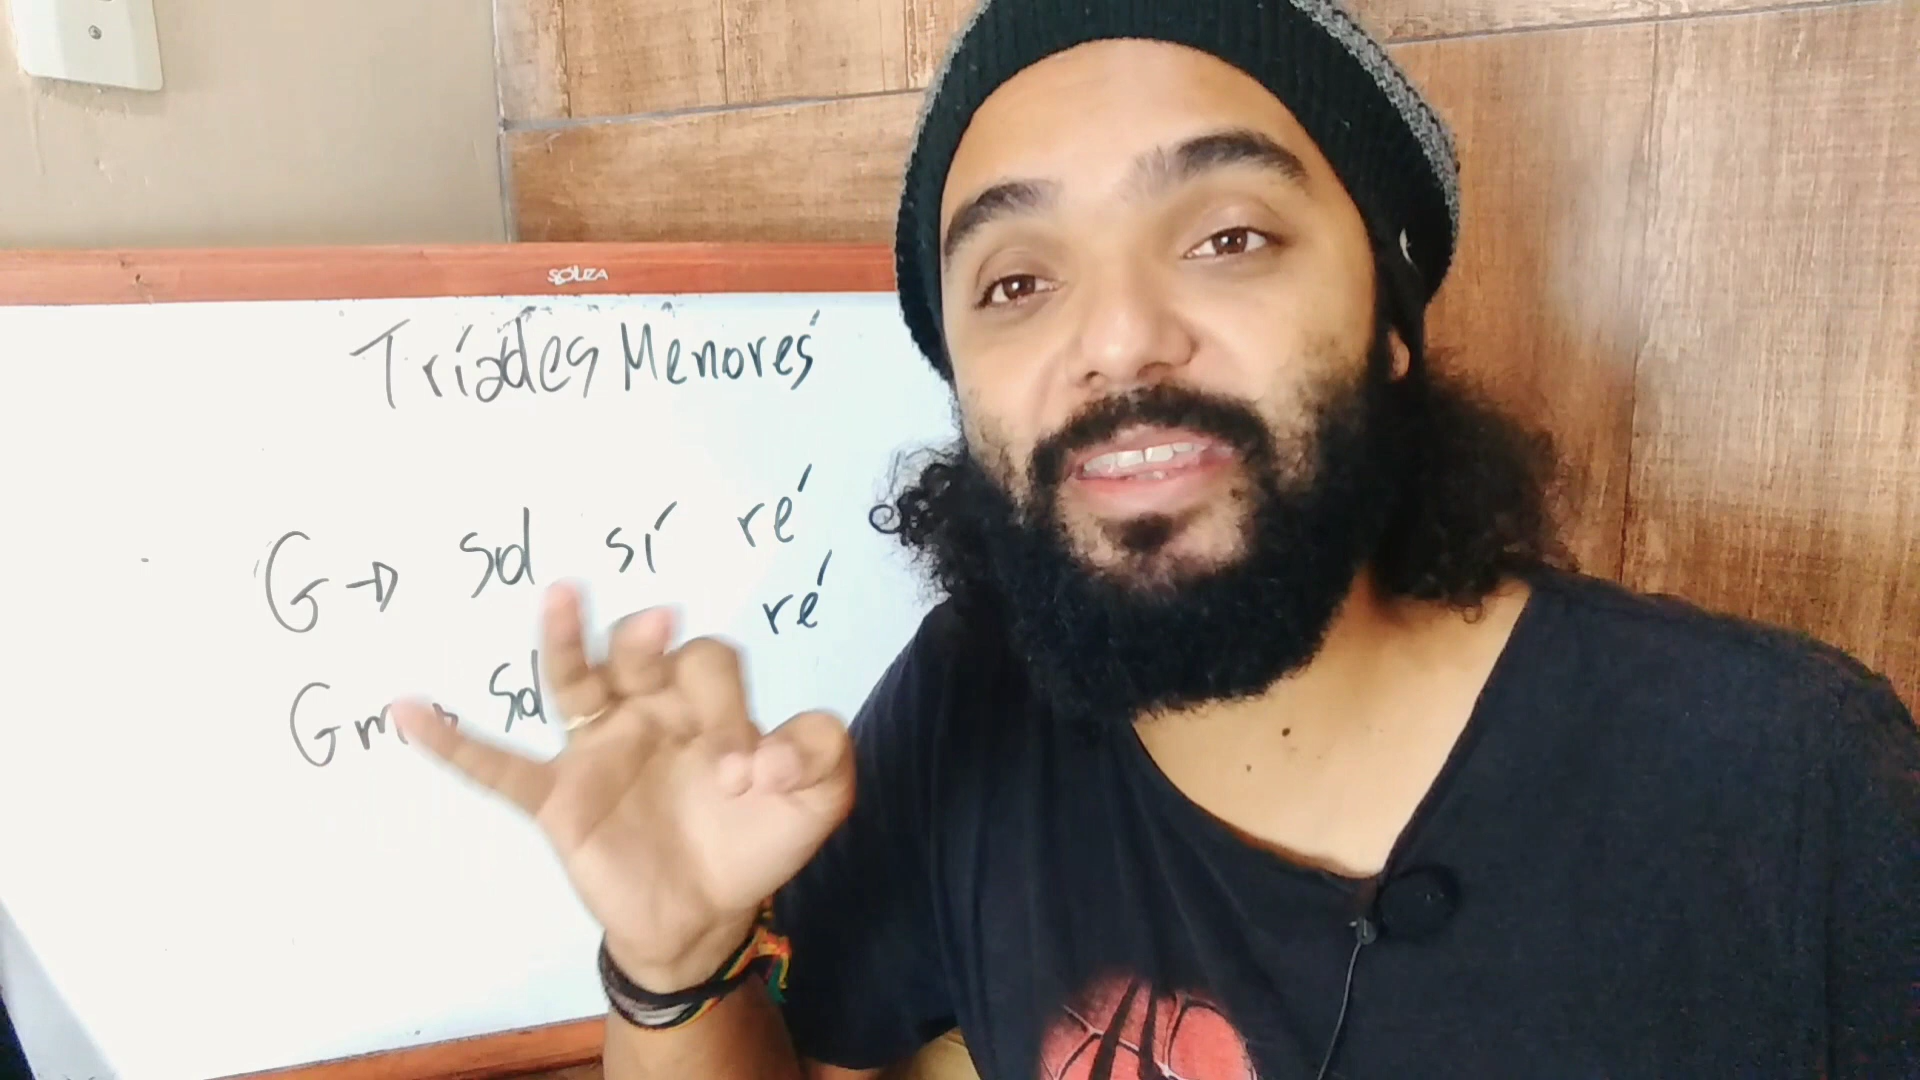 SOUZA
Tríades Menores
G → sol sí ré
Gm → sol ré